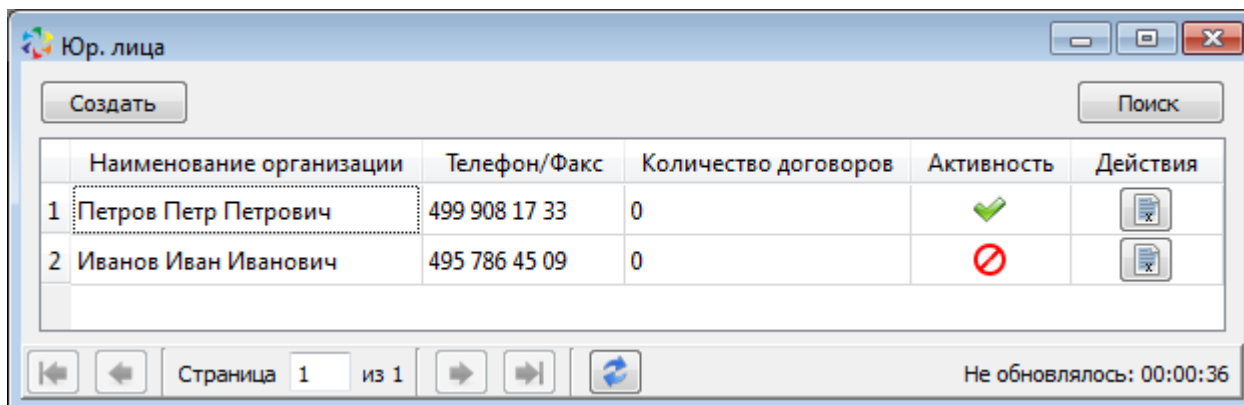 Юр. лица
Создать Поиск
Наименование организации Телефон/Факс Количество договоров Активность Действия
1 Петров Петр Петрович 499 908 17 33 0
2 Иванов Иван Иванович 495 786 45 09 0
Страница 1 из 1 Не обновлялось: 00:00:36